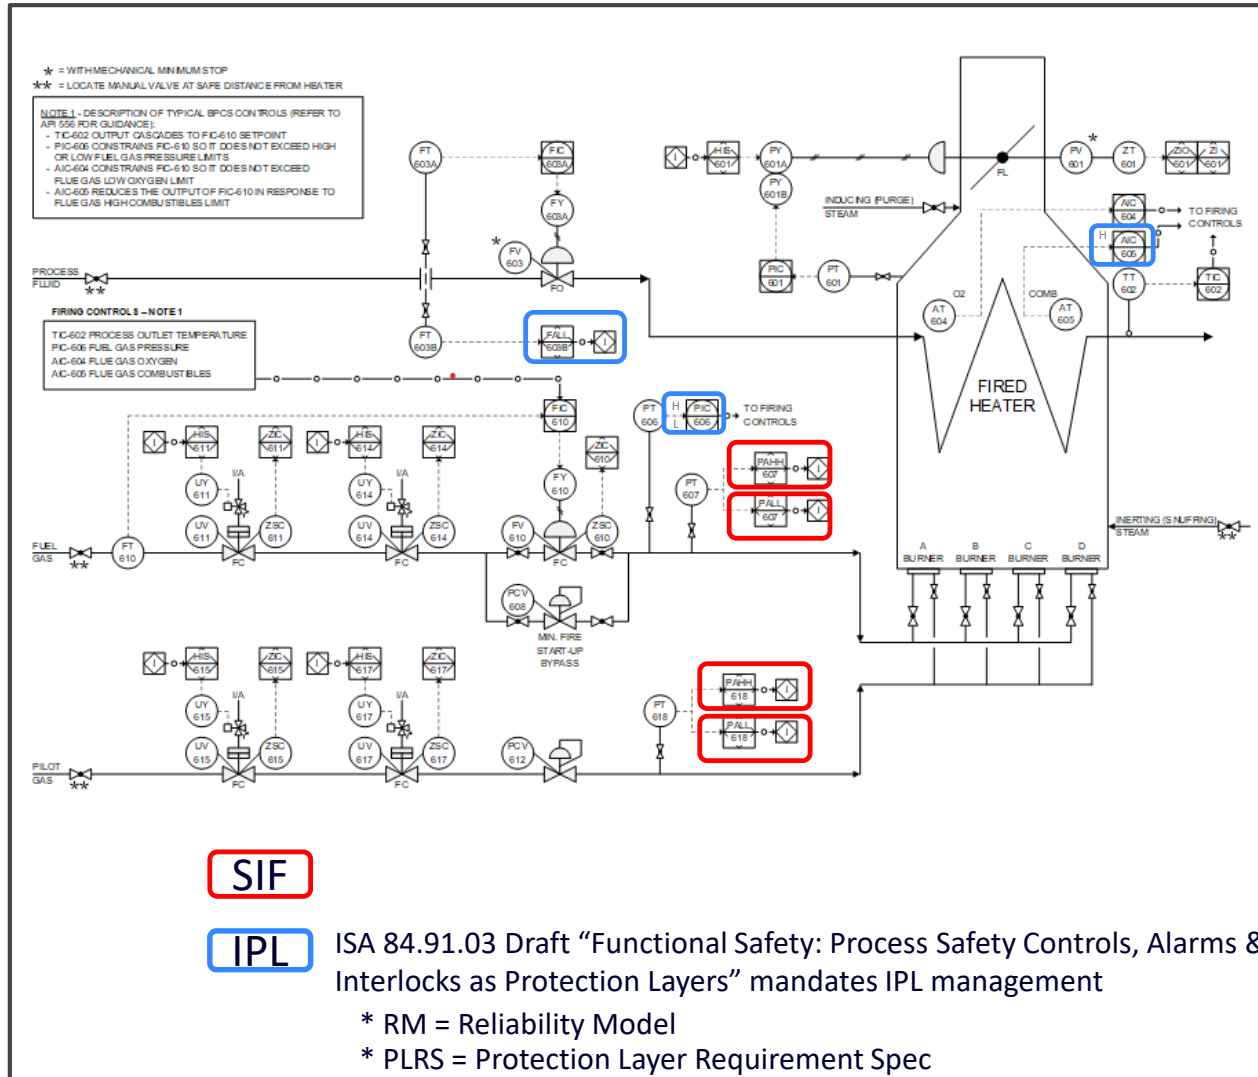 * = WITH MECHANICAL MINIMUM STOP
** = LOCATE MANUAL VALVE AT SAFE DISTANCE FROM HEATER
NOTE 1 - DESCRIPTION OF TYPICAL BPCS CONTROLS (REFER TO
API 556 FOR GUIDANCE):
- TIC-602 OUTPUT CASCADES TO FIC-610 SETPOINT
- PIC-606 CONSTRAINS FIC-610 SO IT DOES NOT EXCEED HIGH
OR LOW FUEL GAS PRESSURE LIMITS
- AIC-604 CONSTRAINS FIC-610 SO IT DOES NOT EXCEED
FLUE GAS LOW OXYGEN LIMIT
- AIC-605 REDUCES THE OUTPUT OF FIC-610 IN RESPONSE TO
FLUE GAS HIGH COMBUSTIBLES LIMIT
FT
603A
FIC
603A
FY
603A
*
FV
603
FO
PROCESS
FLUID
**
FT
603B
FALL
603B
I
I
HIS
601
PY
601A
PY
601B
PIC
601
PT
601
FL
PV
601
*
ZT
601
ZIO
601
ZI
601
INDUCING (PURGE)
STEAM
AIC
604
H
AIC
605
TO FIRING
CONTROLS
TT
602
TIC
602
O2
COMB
AT
604
AT
605
FIRED
HEATER
FIRING CONTROLS – NOTE 1
TIC-602 PROCESS OUTLET TEMPERATURE
PIC-606 FUEL GAS PRESSURE
AIC-604 FLUE GAS OXYGEN
AIC-605 FLUE GAS COMBUSTIBLES
FIC
610
PT
606
H
L
PIC
606
TO FIRING
CONTROLS
I
HIS
611
ZIC
611
I
HIS
614
ZIC
614
ZIC
610
I/A
I/A
UY
611
UY
614
FY
610
UV
611
ZSC
611
UV
614
ZSC
614
FV
610
ZSC
610
PT
607
PAHH
607
I
PALL
607
I
FUEL
GAS
**
FT
610
FC
FC
FC
PCV
608
MIN. FIRE
START-UP
BYPASS
INERTING (SNUFFING)
STEAM
**
A
BURNER
B
BURNER
C
BURNER
D
BURNER
I
HIS
615
ZIC
615
I
HIS
617
ZIC
617
I/A
I/A
UY
615
UY
617
UV
615
ZSC
615
UV
617
ZSC
617
PCV
612
PT
618
PAHH
618
I
PALL
618
I
PILOT
GAS
**
FC
FC
SIF
IPL
ISA 84.91.03 Draft “Functional Safety: Process Safety Controls, Alarms &
Interlocks as Protection Layers” mandates IPL management
* RM = Reliability Model
* PLRS = Protection Layer Requirement Spec